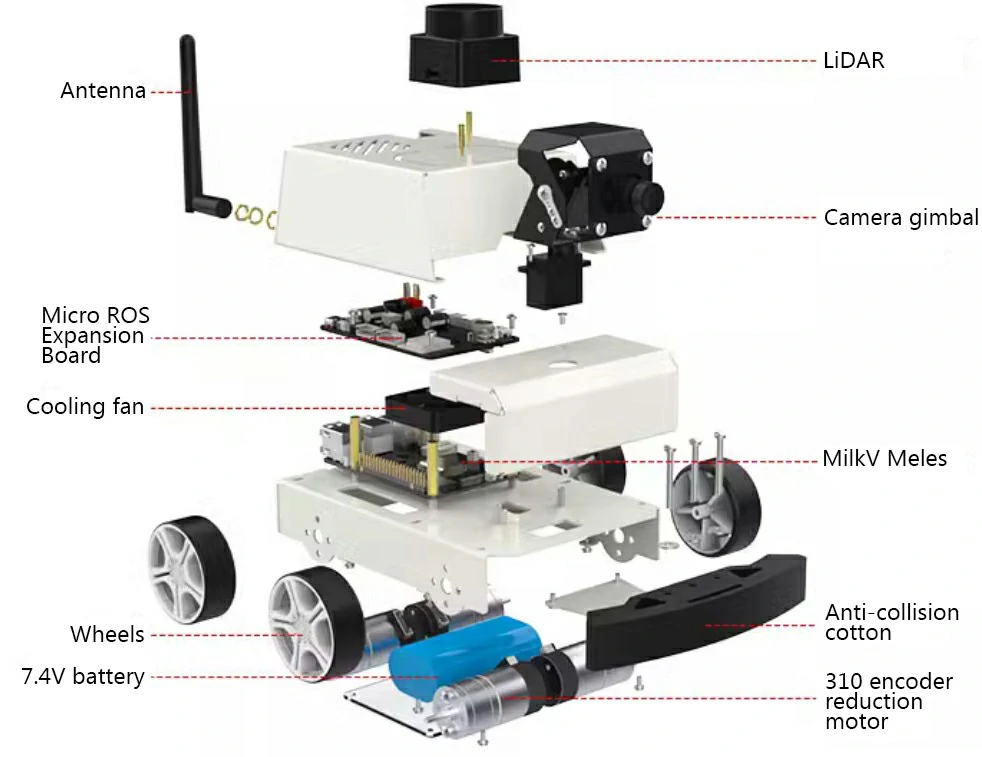 LiDAR
Antenna
Camera gimbal
Micro ROS
Expansion
Board
Cooling fan
MilkV Meles
Anti-collision
cotton
Wheels
7.4V battery
310 encoder
reduction
motor